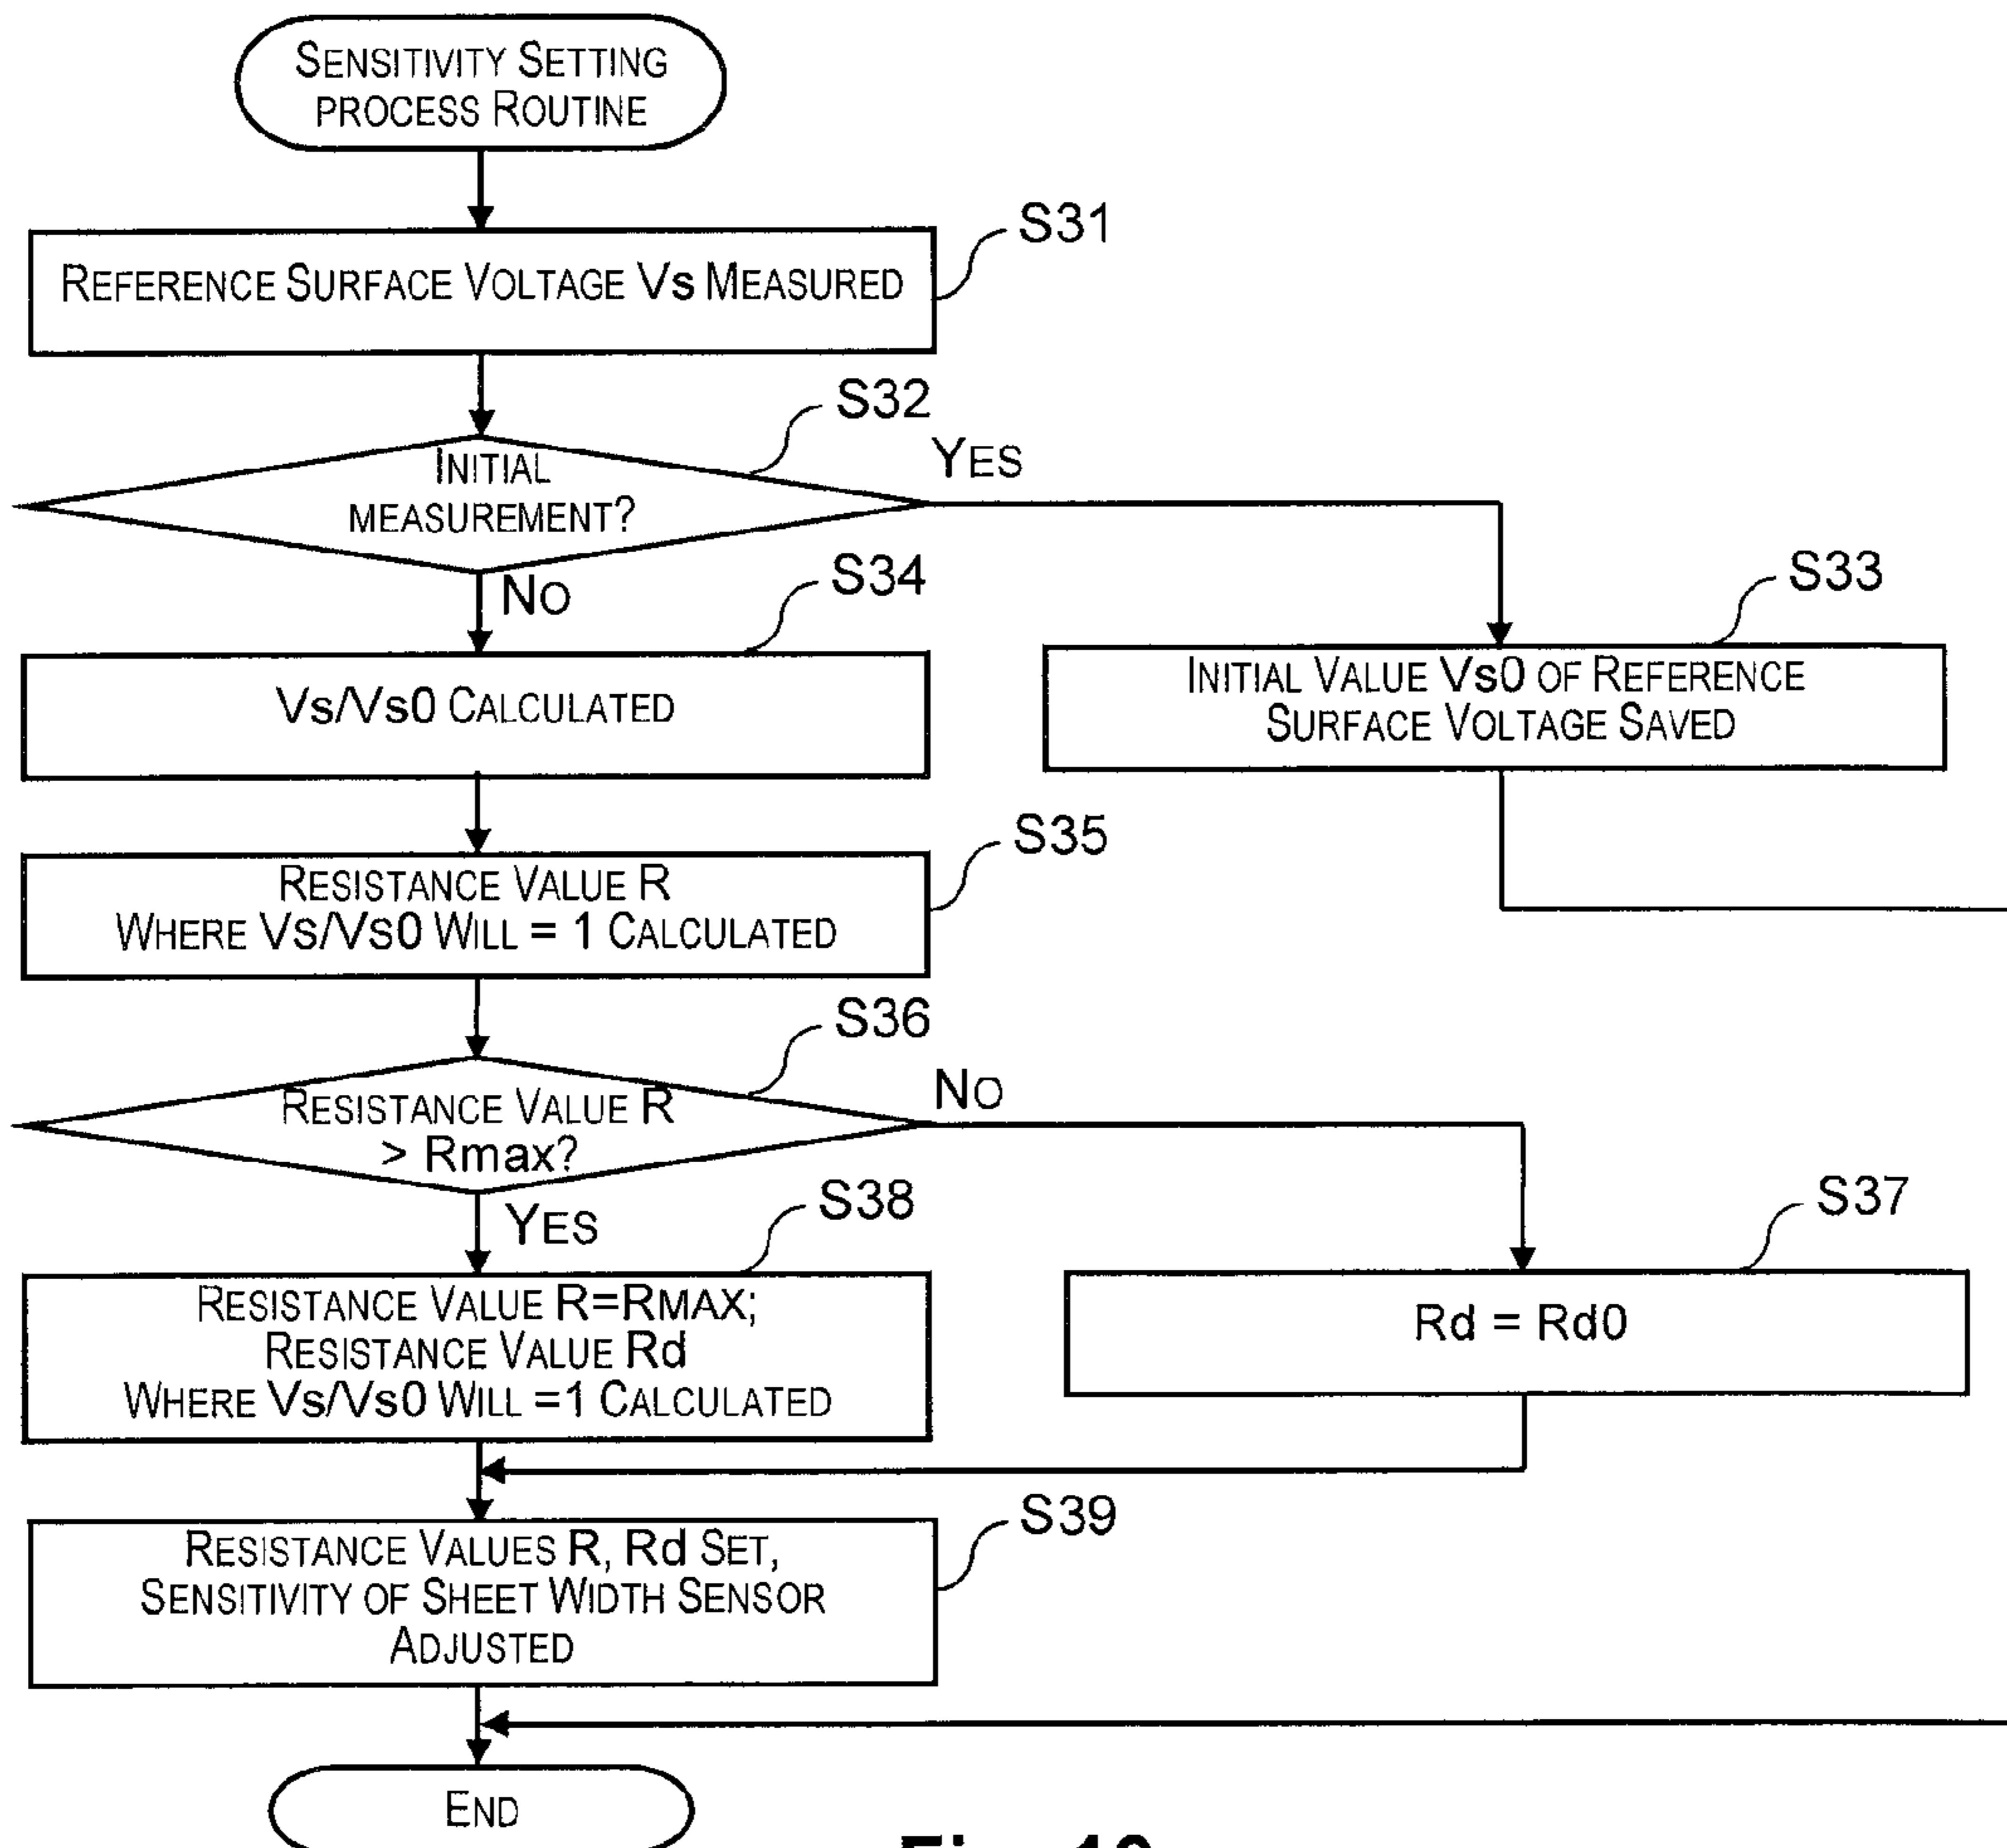 SENSITIVITY SETTING
PROCESS ROUTINE
S31
REFERENCE SURFACE VOLTAGE Vs MEASURED
S32
INITIAL
MEASUREMENT?
YES
NO
S34
S33
Vs/Vs0 CALCULATED
INITIAL VALUE Vs0 OF REFERENCE
SURFACE VOLTAGE SAVED
S35
RESISTANCE VALUE R
WHERE Vs/Vs0 WILL = 1 CALCULATED
S36
RESISTANCE VALUE R
> Rmax?
NO
YES
S38
S37
RESISTANCE VALUE R=RMAX;
RESISTANCE VALUE Rd
WHERE Vs/Vs0 WILL =1 CALCULATED
Rd = Rd0
S39
RESISTANCE VALUES R, Rd SET,
SENSITIVITY OF SHEET WIDTH SENSOR
ADJUSTED
END